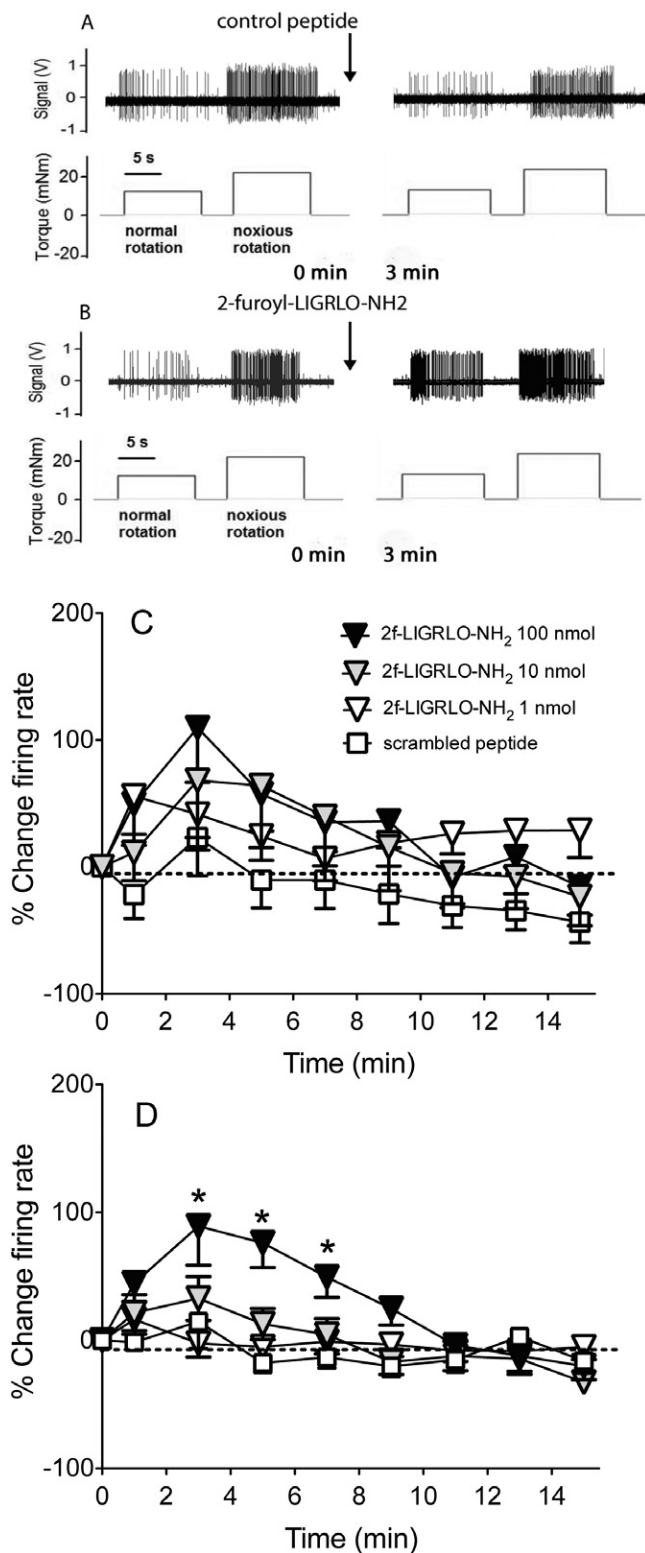 A
control peptide
Signal (V)
1
0
-1
Torque (mNm)
20
0
-20
5 s
normal
rotation
noxious
rotation
0 min
3 min
B
2-furoyl-LIGRLO-NH2
Signal (V)
1
0
-1
Torque (mNm)
20
0
-20
5 s
normal
rotation
noxious
rotation
0 min
3 min
C
% Change firing rate
200
100
0
-100
2f-LIGRLO-NH₂ 100 nmol
2f-LIGRLO-NH₂ 10 nmol
2f-LIGRLO-NH₂ 1 nmol
scrambled peptide
0 2 4 6 8 10 12 14
Time (min)
D
% Change firing rate
200
100
0
-100
* * *
0 2 4 6 8 10 12 14
Time (min)